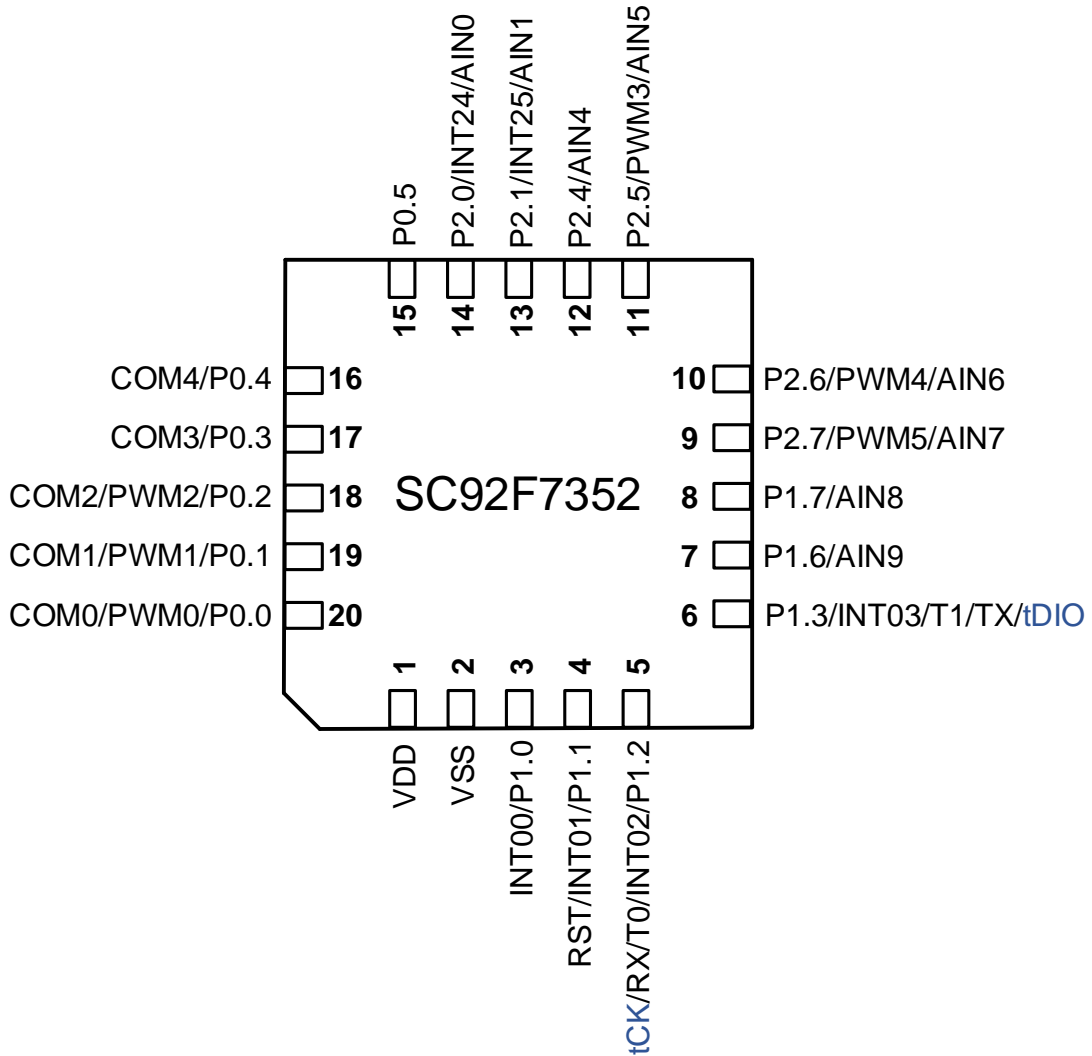 P0.5
P2.0/INT24/AIN0
P2.1/INT25/AIN1
P2.4/AIN4
P2.5/PWM3/AIN5
15
14
13
12
11
COM4/P0.4 16
10 P2.6/PWM4/AIN6
COM3/P0.3 17
9 P2.7/PWM5/AIN7
COM2/PWM2/P0.2 18
SC92F7352
8 P1.7/AIN8
COM1/PWM1/P0.1 19
7 P1.6/AIN9
COM0/PWM0/P0.0 20
6 P1.3/INT03/T1/TX/tDIO
1
2
3
4
5
VDD
VSS
INT00/P1.0
RST/INT01/P1.1
tCK/RX/T0/INT02/P1.2